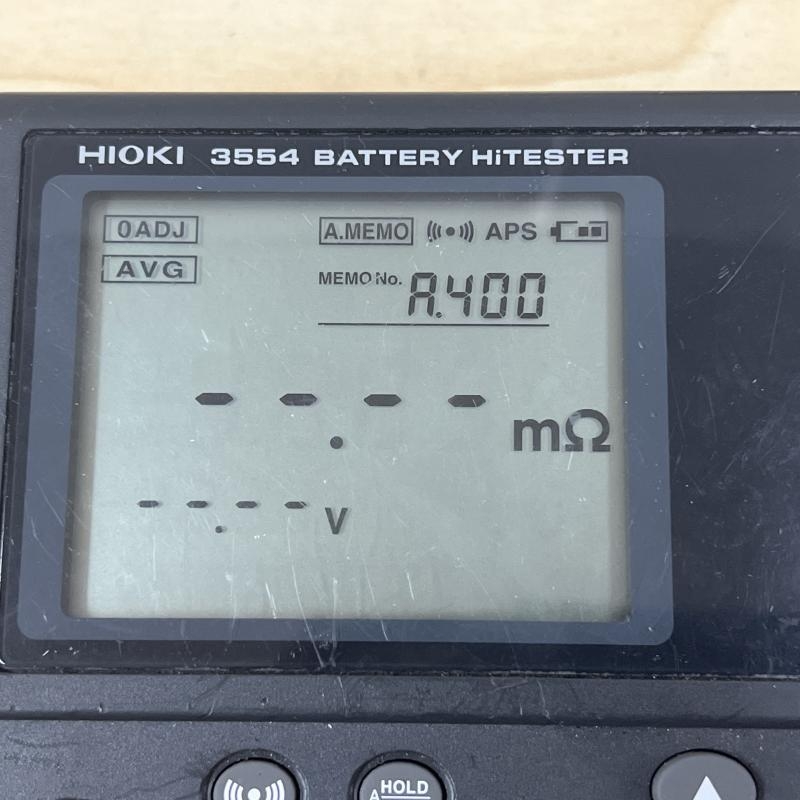 HIOKI 3554 BATTERY HiTESTER
0ADJ A.MEMO APS
AVG
MEMO No. A.400
- - . - - mΩ
- - . - - V
A HOLD